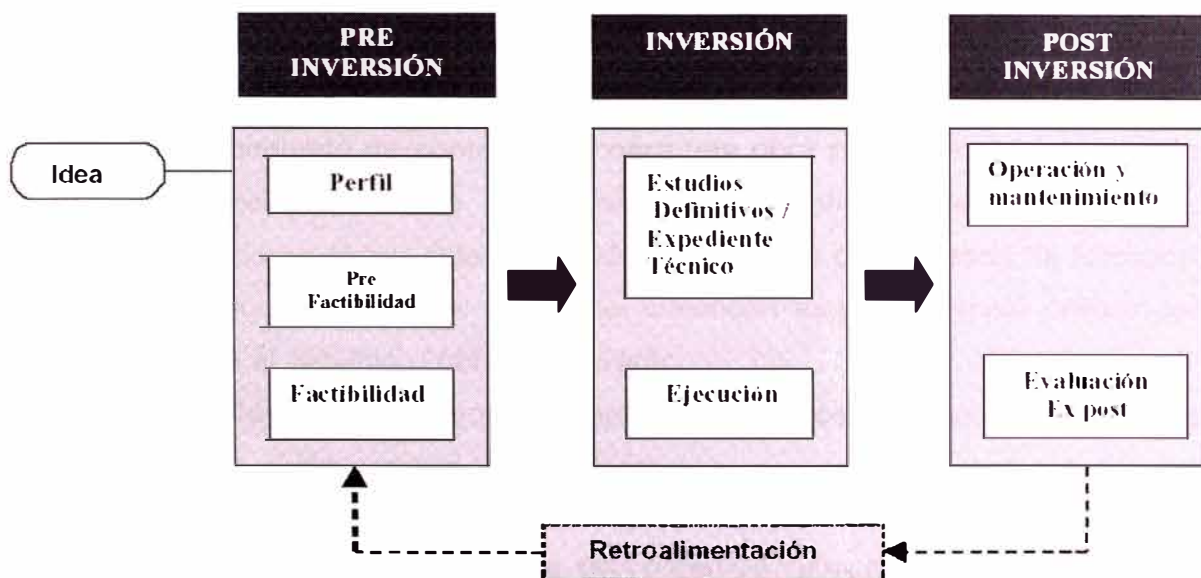 PRE
INVERSIÓN
INVERSIÓN
POST
INVERSIÓN
Idea
Perfil
Pre
Factibilidad
Factibilidad
Estudios
Definitivos /
Expediente
Técnico
Ejecución
Operación y
mantenimiento
Evaluación
Ex post
Retroalimentación